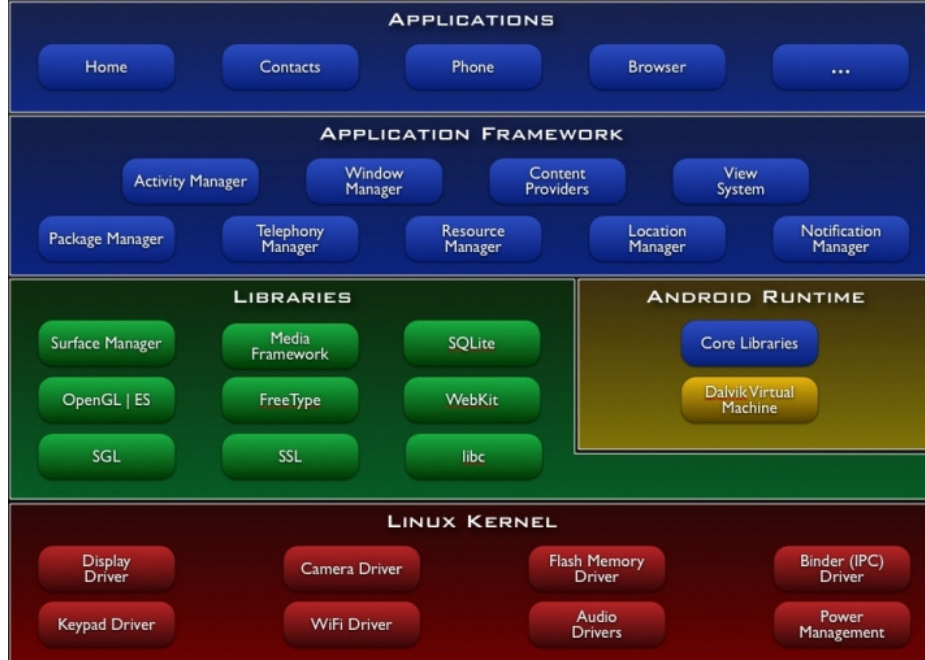 APPLICATIONS
Home
Contacts
Phone
Browser
...
APPLICATION FRAMEWORK
Activity Manager
Window
Manager
Content
Providers
View
System
Package Manager
Telephony
Manager
Resource
Manager
Location
Manager
Notification
Manager
LIBRARIES
Surface Manager
Media
Framework
SQLite
OpenGL | ES
FreeType
WebKit
SGL
SSL
libc
ANDROID RUNTIME
Core Libraries
Dalvik Virtual
Machine
LINUX KERNEL
Display
Driver
Camera Driver
Flash Memory
Driver
Binder (IPC)
Driver
Keypad Driver
WiFi Driver
Audio
Drivers
Power
Management